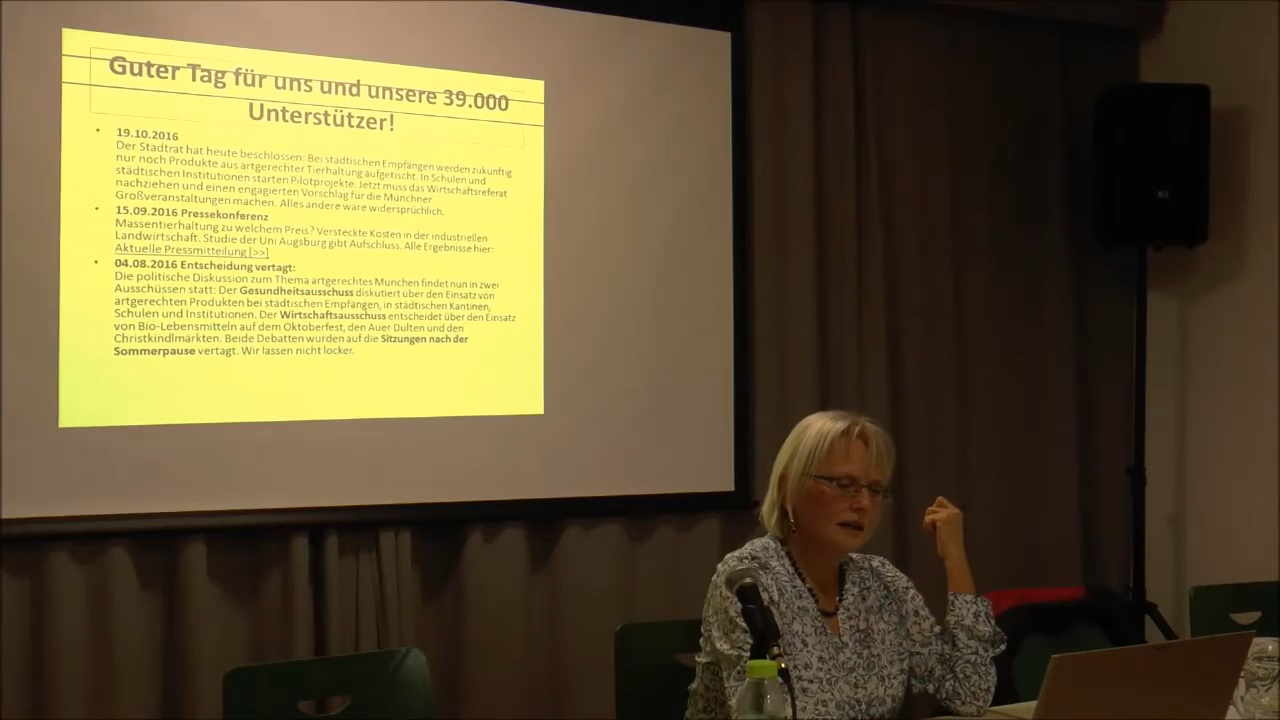 Guter Tag für uns und unsere 39.000
Unterstützer!
• 19.10.2016
Der Stadtrat hat heute beschlossen: Bei städtischen Empfängen werden zukünftig
nur noch Produkte aus artgerechter Tierhaltung aufgetischt. In Schulen und
städtischen Institutionen starten Pilotprojekte. Jetzt muss das Wirtschaftsreferat
nachziehen und einen engagierten Vorschlag für die Münchner
Großveranstaltungen machen. Alles andere wäre widersprüchlich.
• 15.09.2016 Pressekonferenz
Massentierhaltung zu welchem Preis? Versteckte Kosten in der industriellen
Landwirtschaft. Studie der Uni Augsburg gibt Aufschluss. Alle Ergebnisse hier:
Aktuelle Pressmitteilung [>>]
• 04.08.2016 Entscheidung vertagt:
Die politische Diskussion zum Thema artgerechtes München findet nun in zwei
Ausschüssen statt: Der Gesundheitsausschuss diskutiert über den Einsatz von
artgerechten Produkten bei städtischen Empfängen, in städtischen Kantinen,
Schulen und Institutionen. Der Wirtschaftsausschuss entscheidet über den Einsatz
von Bio-Lebensmitteln auf dem Oktoberfest, den Auer Dulten und den
Christkindlmärkten. Beide Debatten wurden auf die Sitzungen nach der
Sommerpause vertagt. Wir lassen nicht locker.